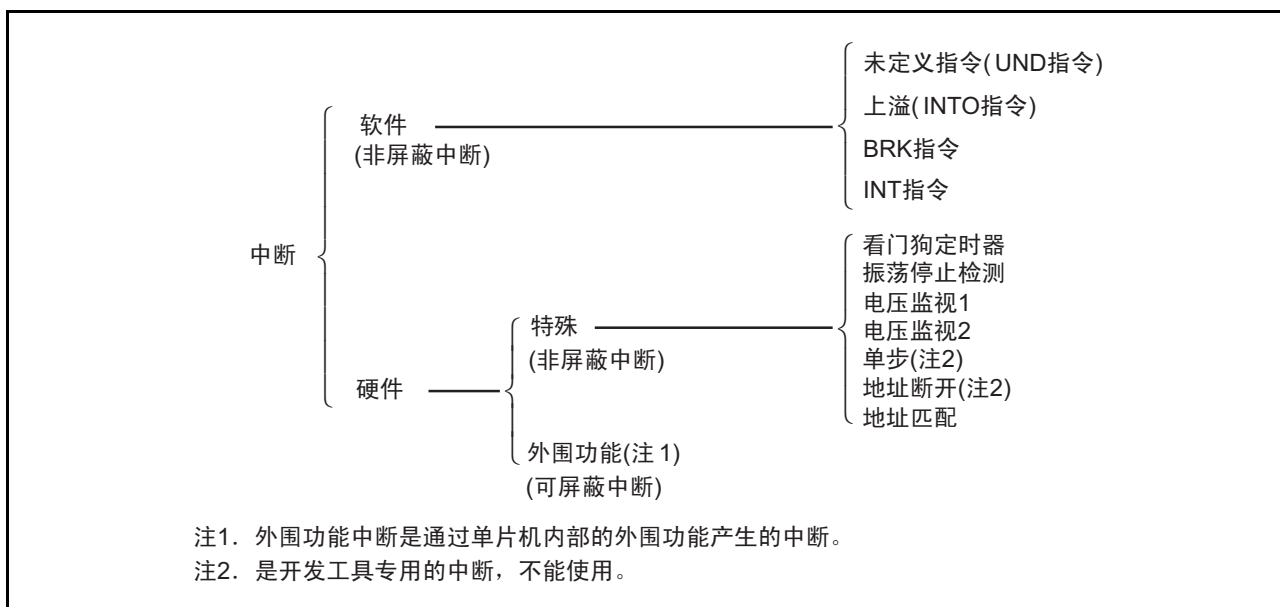 软件
(非屏蔽中断)
未定义指令(UND指令)
上溢(INTO指令)
BRK指令
INT指令
中断
硬件
特殊
(非屏蔽中断)
看门狗定时器
振荡停止检测
电压监视1
电压监视2
单步(注2)
地址断开(注2)
地址匹配
外围功能(注1)
(可屏蔽中断)
注1. 外围功能中断是通过单片机内部的外围功能产生的中断。
注2. 是开发工具专用的中断，不能使用。